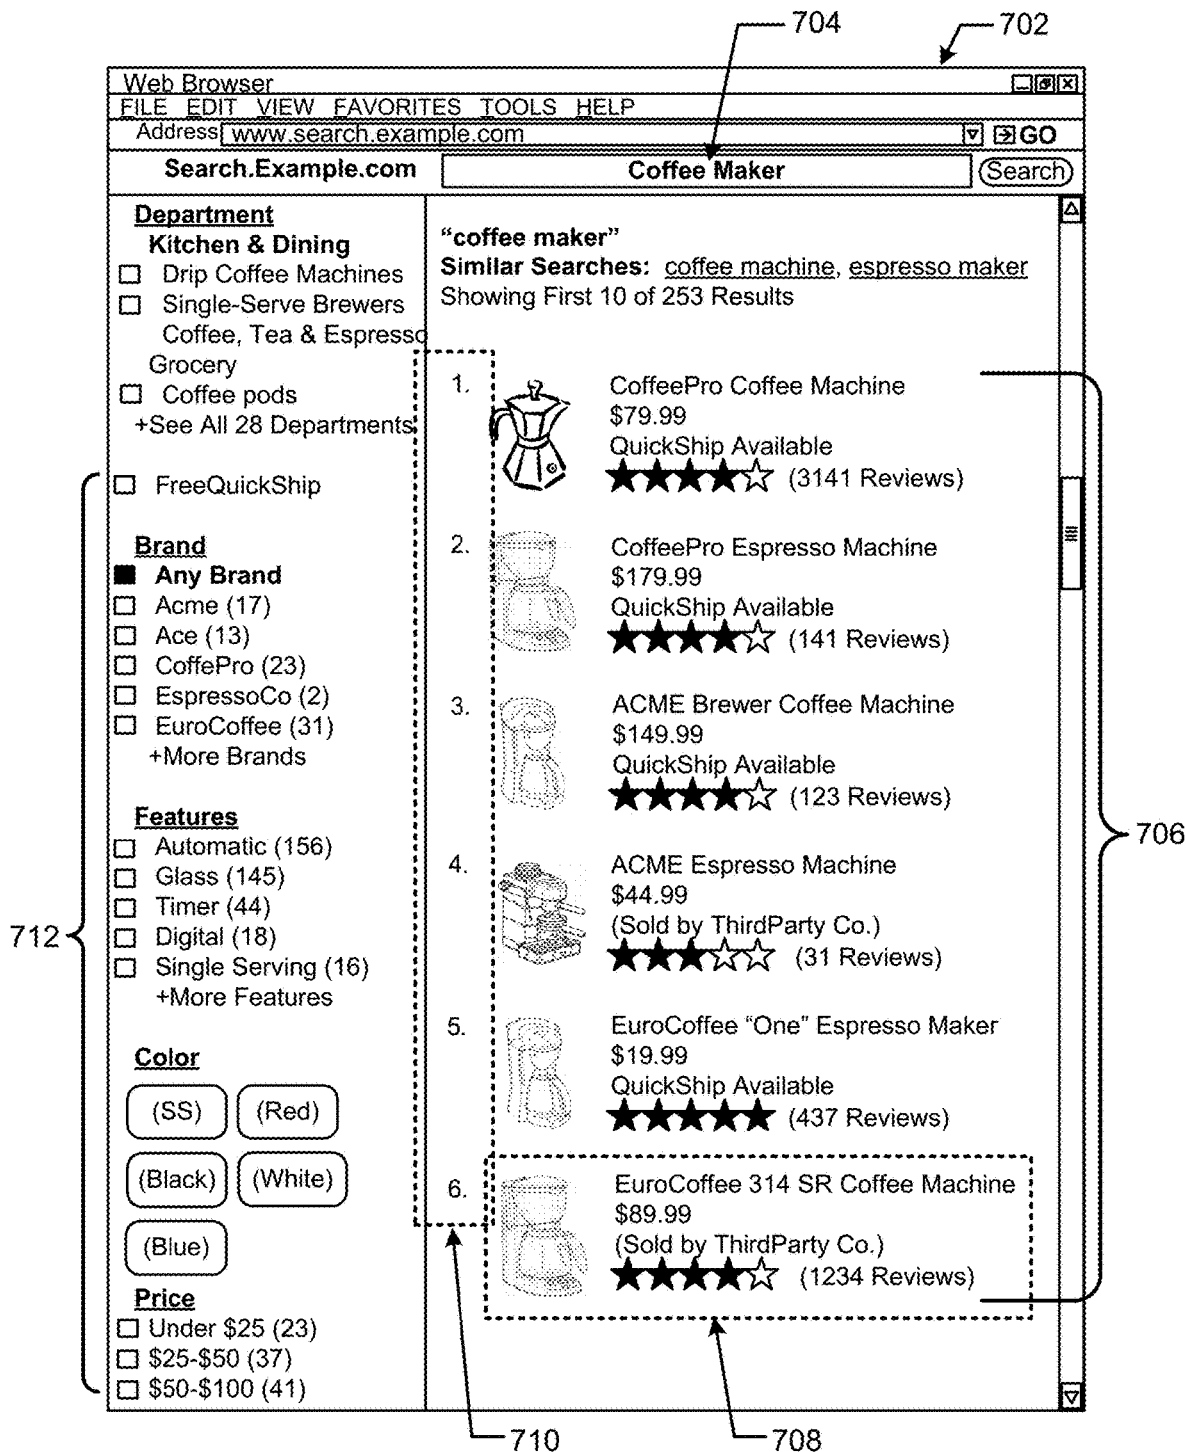 704
702
Web Browser
FILE EDIT VIEW FAVORITES TOOLS HELP
Address www.search.example.com GO
Search.Example.com Coffee Maker Search
Department
Kitchen & Dining
Drip Coffee Machines
Single-Serve Brewers
Coffee, Tea & Espresso
Grocery
Coffee pods
+See All 28 Departments
FreeQuickShip
Brand
Any Brand
Acme (17)
Ace (13)
CoffePro (23)
EspressoCo (2)
EuroCoffee (31)
+More Brands
Features
Automatic (156)
Glass (145)
Timer (44)
Digital (18)
Single Serving (16)
+More Features
Color
(SS) (Red)
(Black) (White)
(Blue)
Price
Under $25 (23)
$25-$50 (37)
$50-$100 (41)
712
“coffee maker”
Similar Searches: coffee machine, espresso maker
Showing First 10 of 253 Results
1. CoffeePro Coffee Machine
$79.99
QuickShip Available
(3141 Reviews)
2. CoffeePro Espresso Machine
$179.99
QuickShip Available
(141 Reviews)
3. ACME Brewer Coffee Machine
$149.99
QuickShip Available
(123 Reviews)
4. ACME Espresso Machine
$44.99
(Sold by ThirdParty Co.)
(31 Reviews)
5. EuroCoffee “One” Espresso Maker
$19.99
QuickShip Available
(437 Reviews)
6. EuroCoffee 314 SR Coffee Machine
$89.99
(Sold by ThirdParty Co.)
(1234 Reviews)
706
710
708